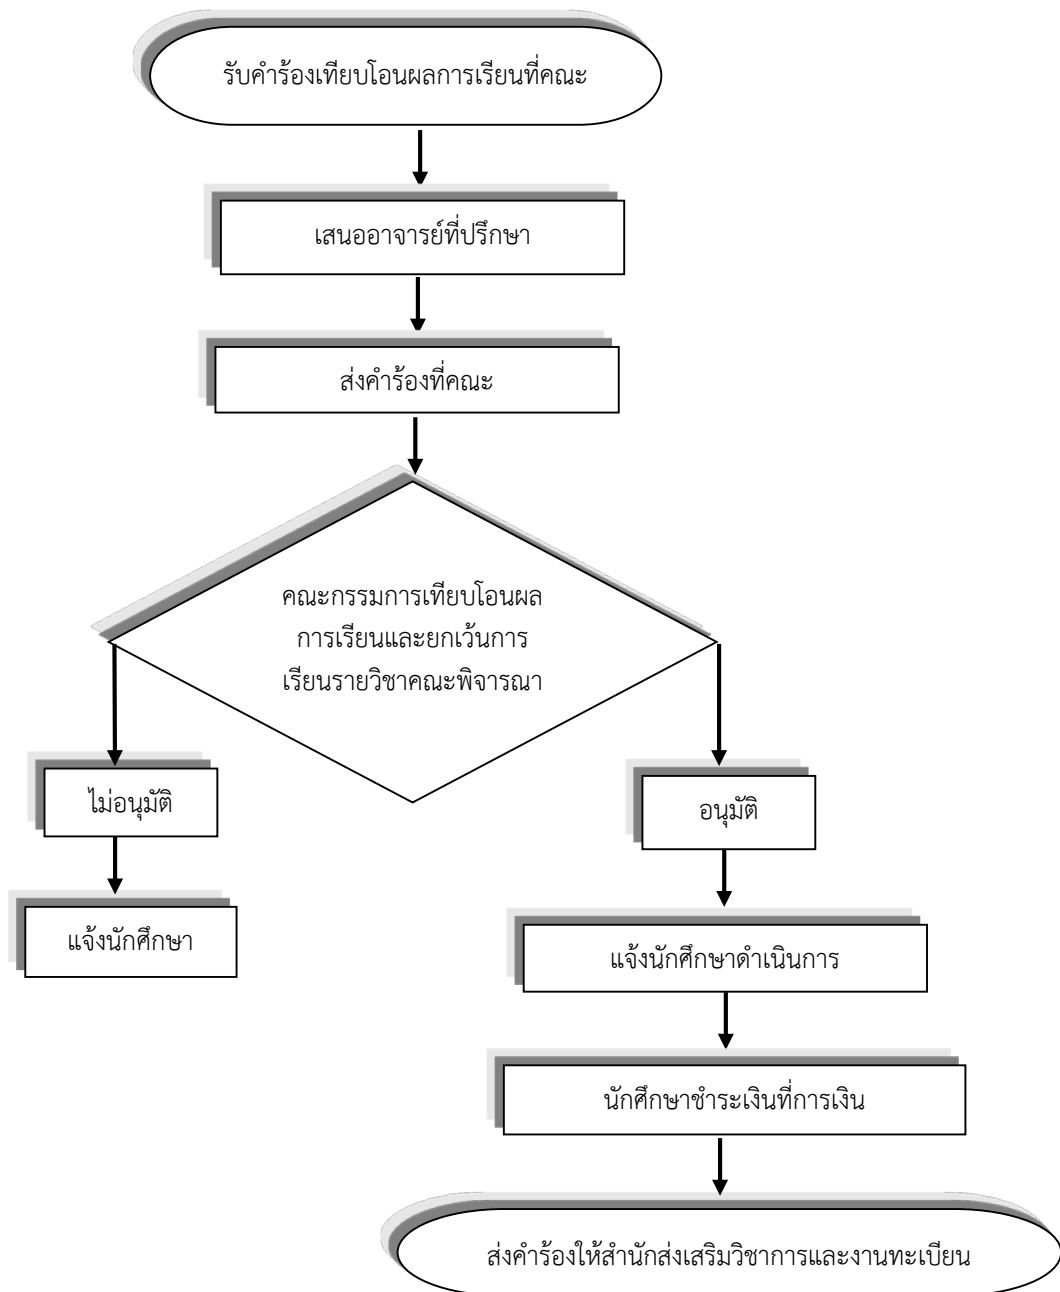 รับคำร้องเทียบโอนผลการเรียนที่คณะ
เสนออาจารย์ที่ปรึกษา
ส่งคำร้องที่คณะ
คณะกรรมการเทียบโอนผล
การเรียนและยกเว้นการ
เรียนรายวิชาคณะพิจารณา
ไม่อนุมัติ
แจ้งนักศึกษา
อนุมัติ
แจ้งนักศึกษาดำเนินการ
นักศึกษาชำระเงินที่การเงิน
ส่งคำร้องให้สำนักส่งเสริมวิชาการและงานทะเบียน